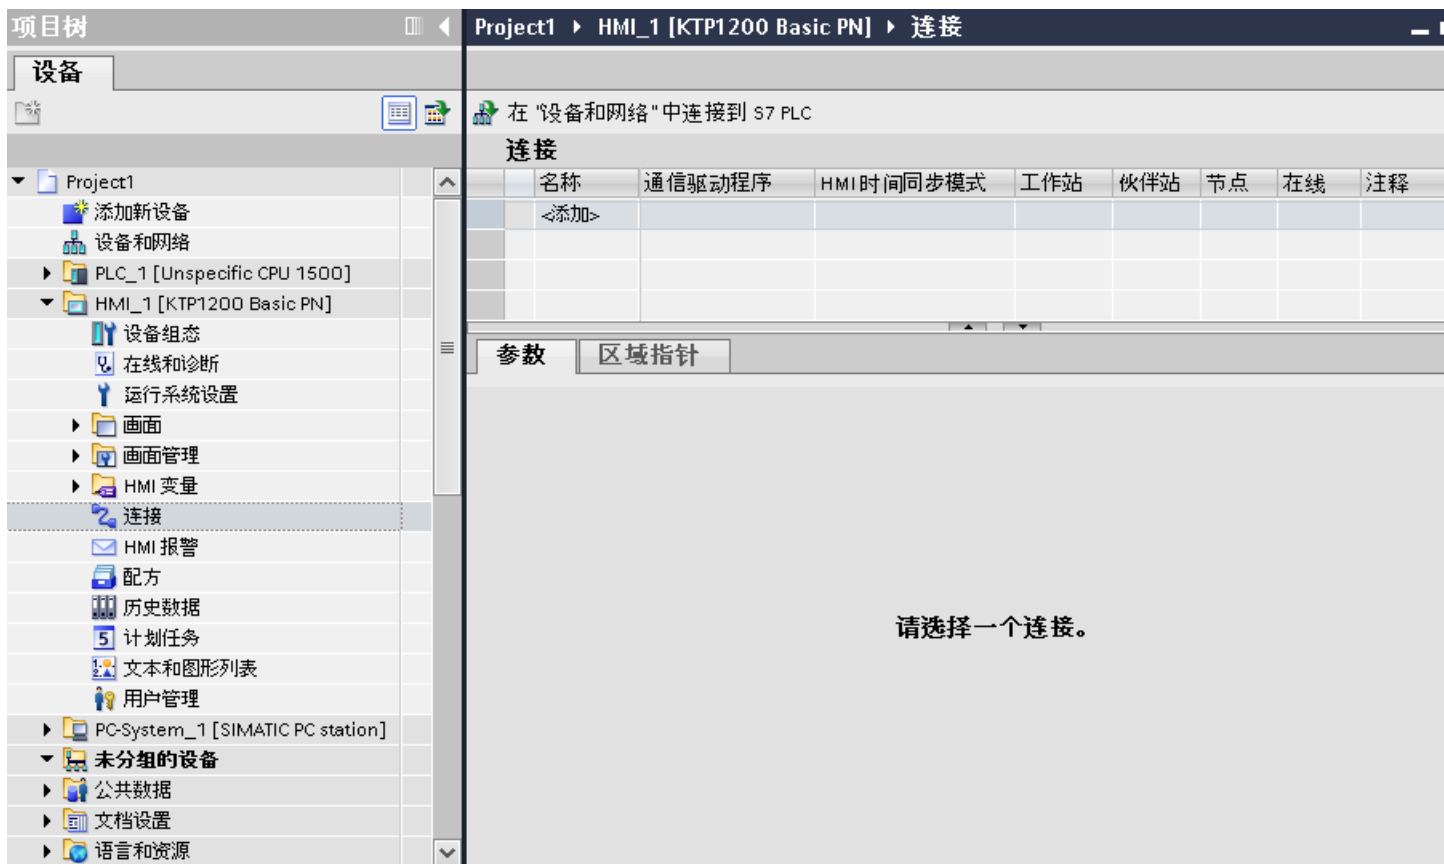 项目树
设备
Project1
添加新设备
设备和网络
PLC_1 [Unspecific CPU 1500]
HMI_1 [KTP1200 Basic PN]
设备组态
在线和诊断
运行系统设置
画面
画面管理
HMI 变量
连接
HMI 报警
配方
历史数据
计划任务
文本和图形列表
用户管理
PC-System_1 [SIMATIC PC station]
未分组的设备
公共数据
文档设置
语言和资源
Project1 ▸ HMI_1 [KTP1200 Basic PN] ▸ 连接
在 "设备和网络" 中连接到 S7 PLC
连接
名称 通信驱动程序 HMI时间同步模式 工作站 伙伴站 节点 在线 注释
<添加>
参数 区域指针
请选择一个连接。